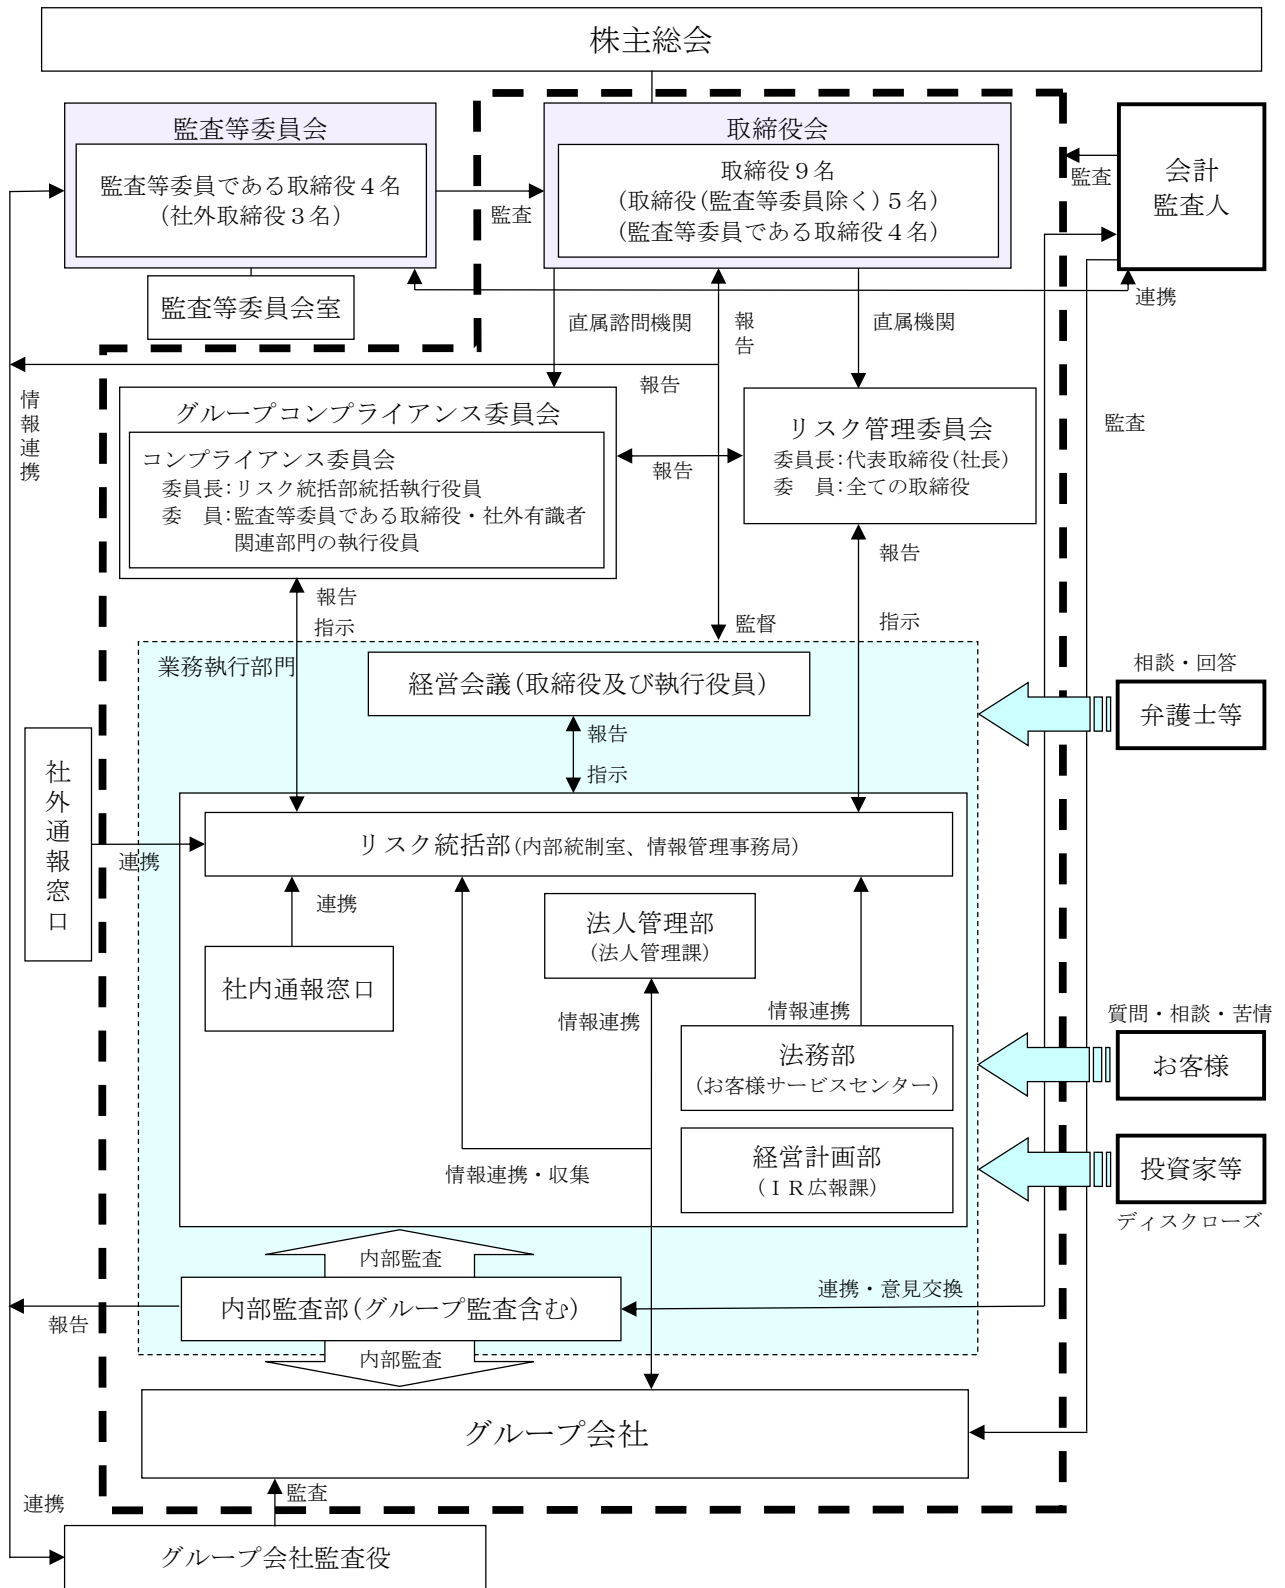 株主総会
監査等委員会
監査等委員である取締役４名
(社外取締役３名)
監査等委員会室
監査
取締役会
取締役９名
(取締役(監査等委員除く)５名)
(監査等委員である取締役４名)
監査
会計
監査人
連携
直属諮問機関
報告
直属機関
報告
情報連携
監査
グループコンプライアンス委員会
コンプライアンス委員会
委員長:リスク統括部統括執行役員
委　員:監査等委員である取締役・社外有識者
関連部門の執行役員
報告
リスク管理委員会
委員長:代表取締役(社長)
委　員:全ての取締役
報告
指示
監督
報告
指示
業務執行部門
経営会議(取締役及び執行役員)
報告
指示
相談・回答
弁護士等
社外通報窓口
連携
リスク統括部(内部統制室、情報管理事務局)
連携
社内通報窓口
法人管理部
(法人管理課)
情報連携
情報連携
法務部
(お客様サービスセンター)
質問・相談・苦情
お客様
情報連携・収集
経営計画部
(ＩＲ広報課)
投資家等
ディスクローズ
内部監査
内部監査部(グループ監査含む)
連携・意見交換
報告
内部監査
グループ会社
監査
連携
グループ会社監査役